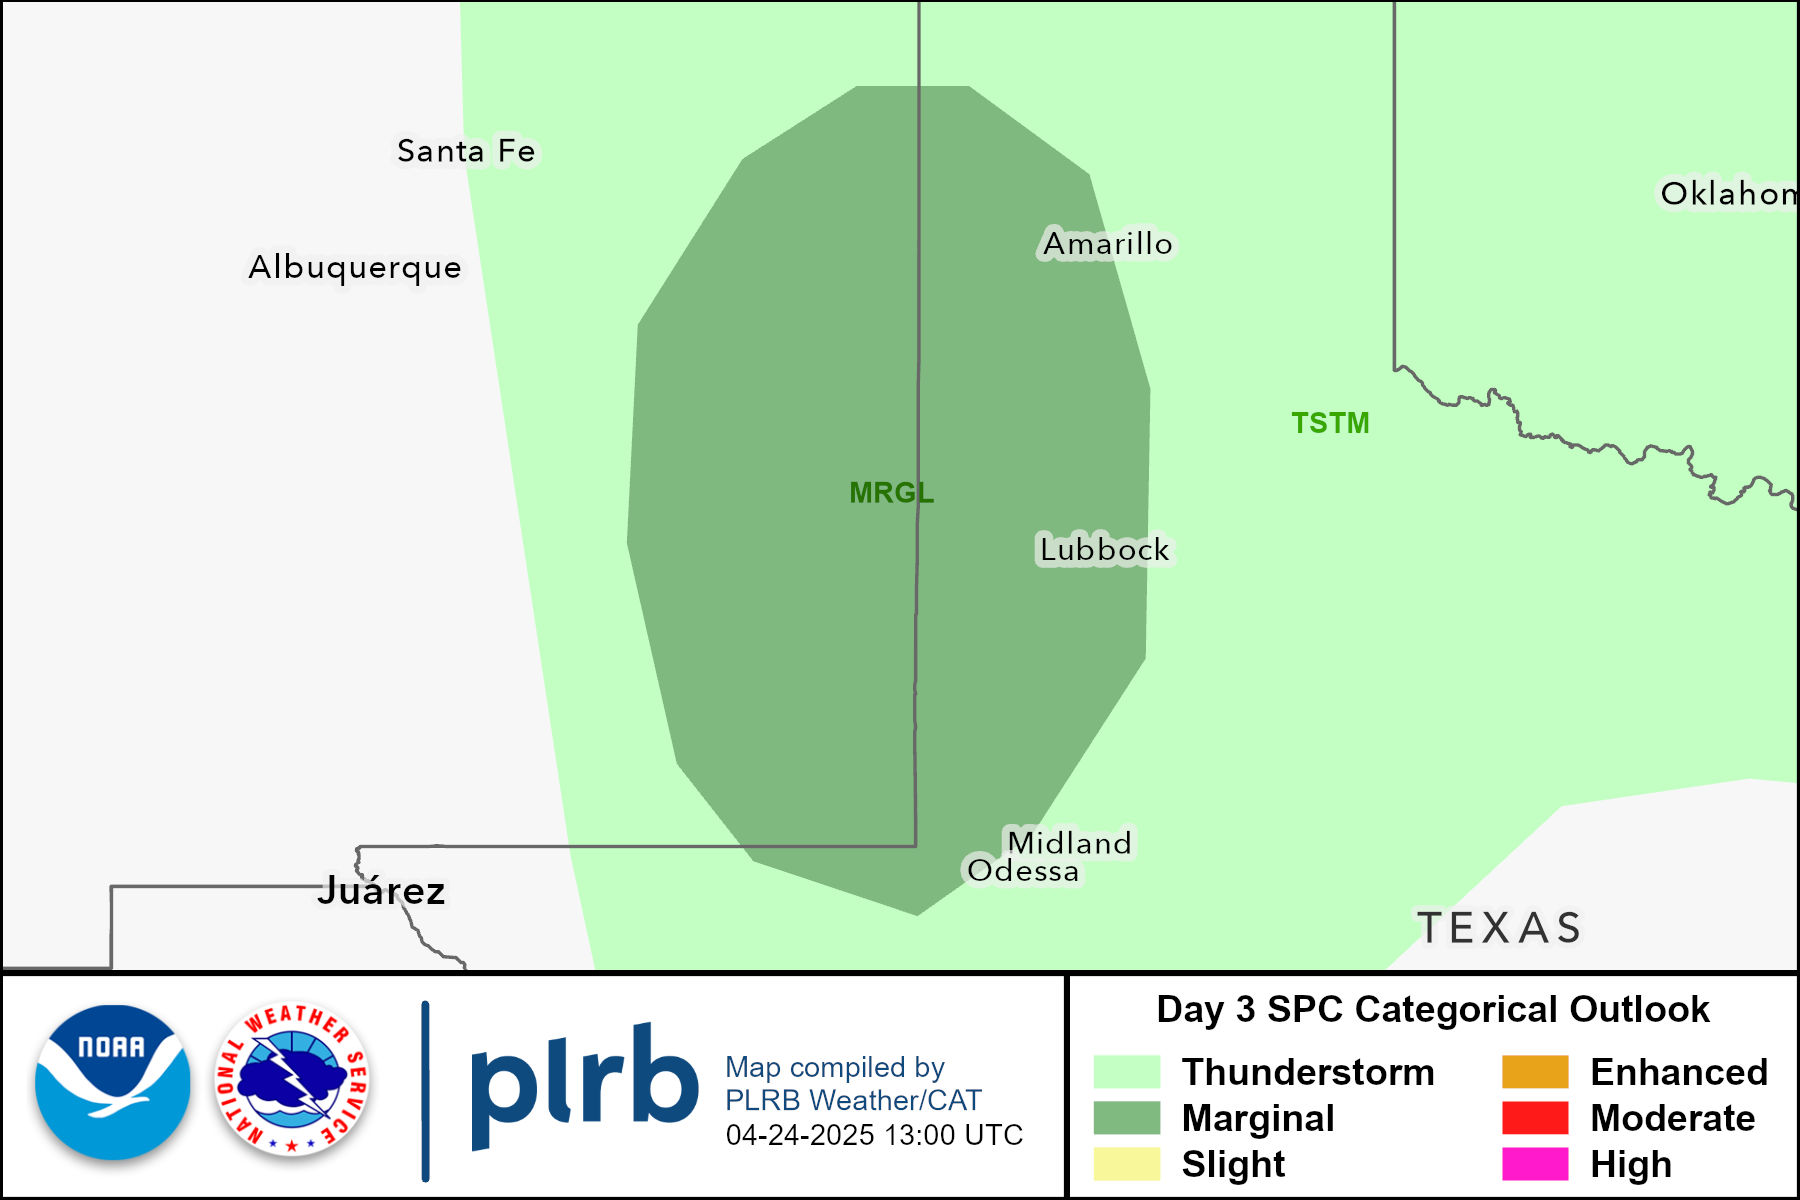 Santa Fe
Oklahom
Amarillo
Albuquerque
TSTM
MRGL
Lubbock
Midland
Odessa
Juárez
TEXAS
NOAA
NATIONAL WEATHER SERVICE
plrb
Map compiled by
PLRB Weather/CAT
04-24-2025 13:00 UTC
Day 3 SPC Categorical Outlook
Thunderstorm
Enhanced
Marginal
Moderate
Slight
High